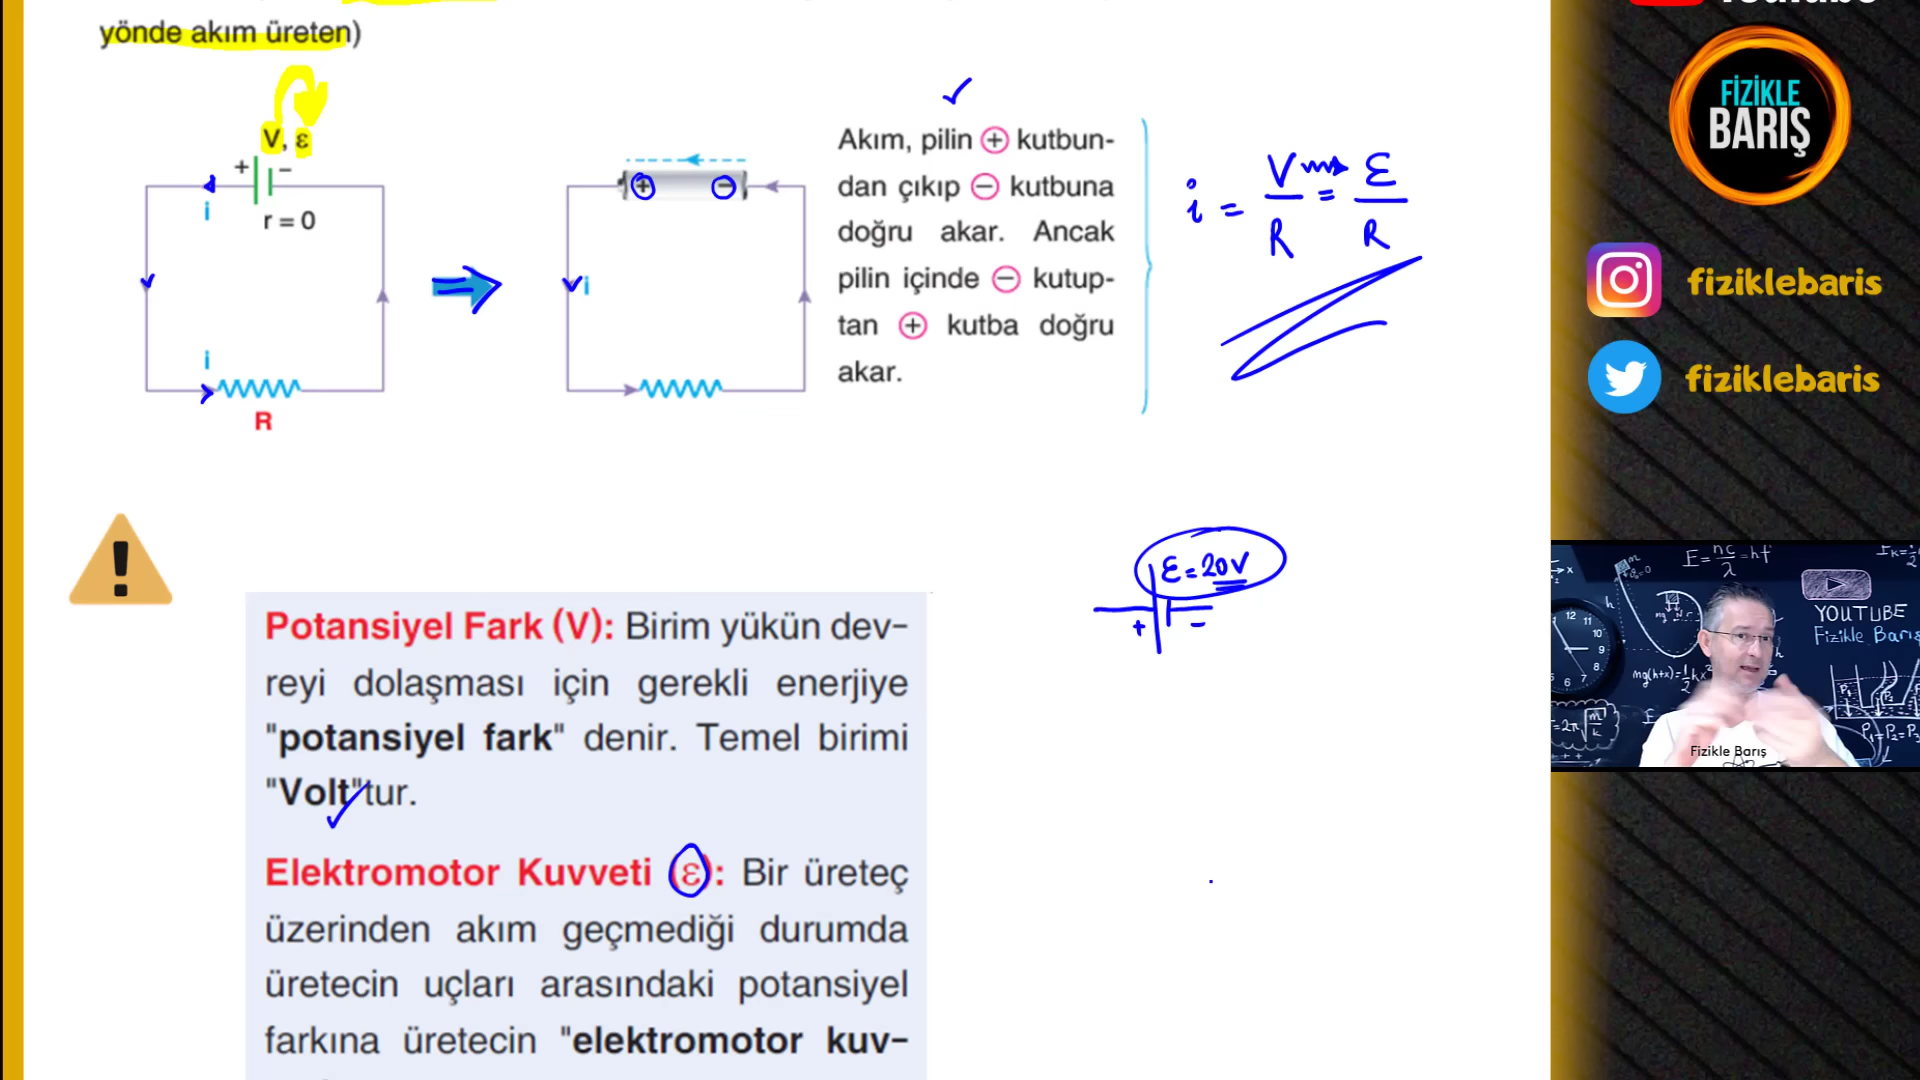 yönde akım üreten)
V, ε
+ −
i
r = 0
i
R
+ −
i
Akım, pilin + kutbun-
dan çıkıp − kutbuna
doğru akar. Ancak
pilin içinde − kutup-
tan + kutba doğru
akar.
i = V/R = ε/R
ε = 20V
+ −
!
Potansiyel Fark (V): Birim yükün dev-
reyi dolaşması için gerekli enerjiye
"potansiyel fark" denir. Temel birimi
"Volt"tur.
Elektromotor Kuvveti (ε): Bir üreteç
üzerinden akım geçmediği durumda
üretecin uçları arasındaki potansiyel
farkına üretecin "elektromotor kuv-
FİZİKLE
BARIŞ
fiziklebaris
fiziklebaris
YOUTUBE
Fizikle Barış
Fizikle Barış